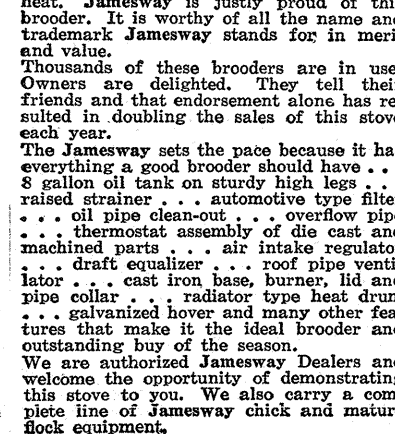 heat. Jamesway is justly proud of thi
brooder. It is worthy of all the name an
trademark Jamesway stands for in meri
and value.
Thousands of these brooders are in use
Owners are delighted. They tell thei
friends and that endorsement alone has re
sulted in doubling the sales of this stov
each year.
The Jamesway sets the pace because it ha
everything a good brooder should have . .
8 gallon oil tank on sturdy high legs . .
raised strainer . . . automotive type filte
. . . oil pipe clean-out . . . overflow pip
. . . thermostat assembly of die cast an
machined parts . . . air intake regulato
. . . draft equalizer . . . roof pipe venti
lator . . . cast iron base, burner, lid an
pipe collar . . . radiator type heat drum
. . . galvanized hover and many other fea
tures that make it the ideal brooder an
outstanding buy of the season.
We are authorized Jamesway Dealers an
welcome the opportunity of demonstrating
this stove to you. We also carry a com
plete line of Jamesway chick and matur
flock equipment.